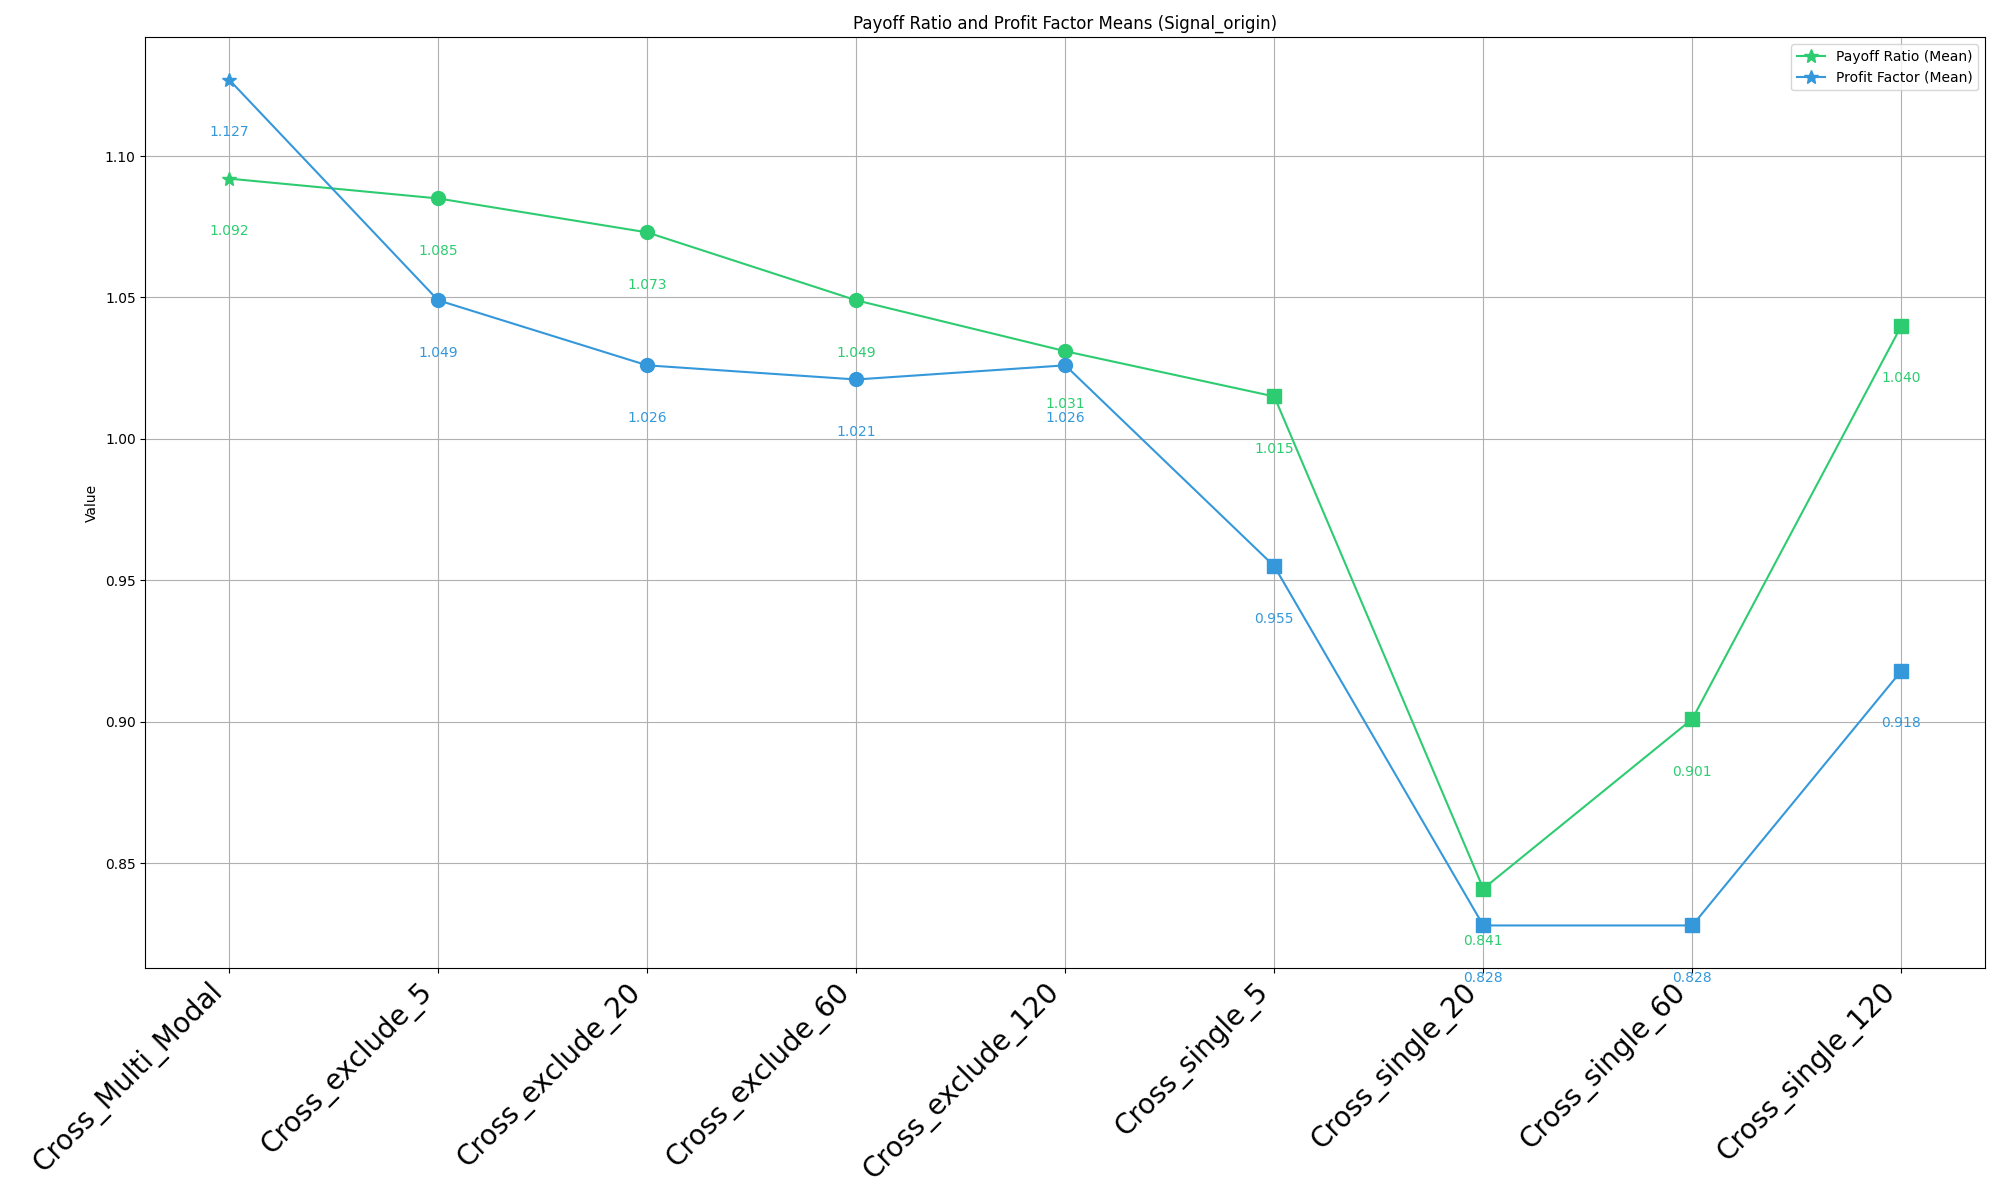 Payoff Ratio and Profit Factor Means (Signal_origin)
Payoff Ratio (Mean)
Profit Factor (Mean)
Value
1.10
1.05
1.00
0.95
0.90
0.85
1.127
1.092
1.085
1.049
1.073
1.026
1.049
1.021
1.031
1.026
1.015
0.955
0.841
0.828
0.901
0.828
1.040
0.918
Cross_Multi_Modal
Cross_exclude_5
Cross_exclude_20
Cross_exclude_60
Cross_exclude_120
Cross_single_5
Cross_single_20
Cross_single_60
Cross_single_120